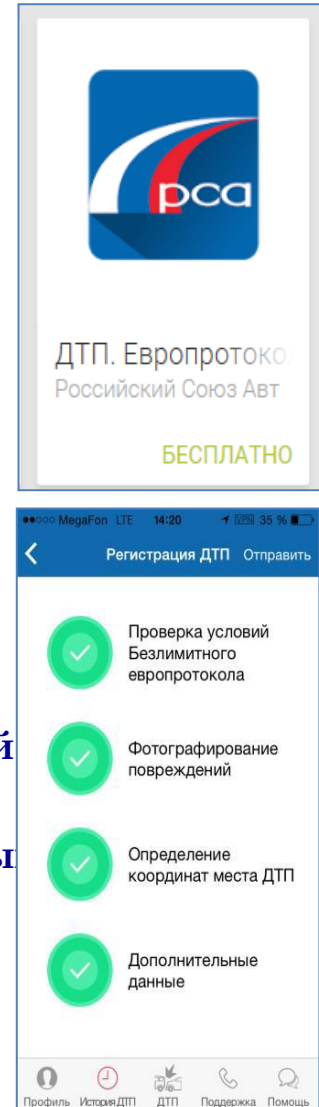 рса
ДТП. Европротоко
Российский Союз Авт
БЕСПЛАТНО
MegaFon LTE 14:20 VPN 35 %
Регистрация ДТП Отправить
Проверка условий
Безлимитного
европротокола
Фотографирование
повреждений
й
Определение
координат места ДТП
ы
Дополнительные
данные
Профиль История ДТП ДТП Поддержка Помощь